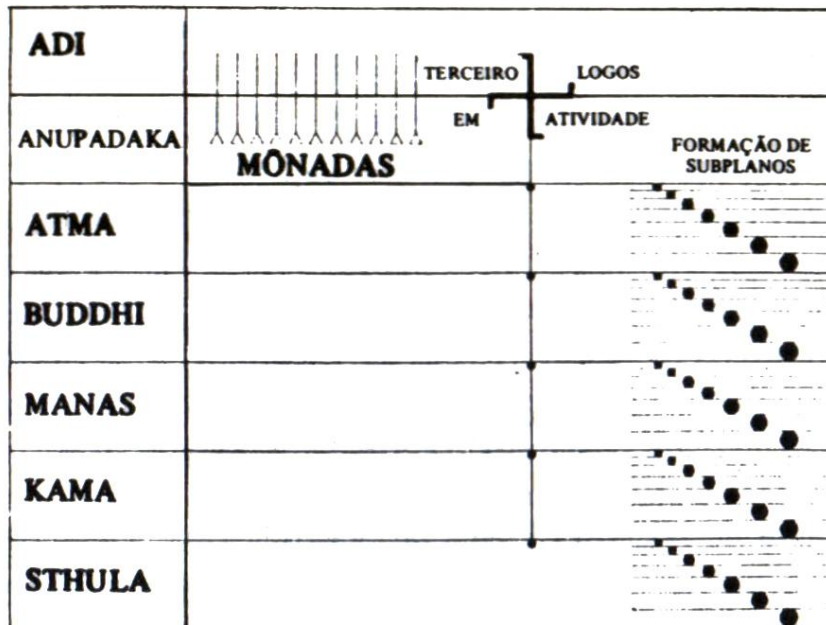 ADI
TERCEIRO LOGOS
EM ATIVIDADE
ANUPADAKA
MÔNADAS
FORMAÇÃO DE
SUBPLANOS
ATMA
BUDDHI
MANAS
KAMA
STHULA